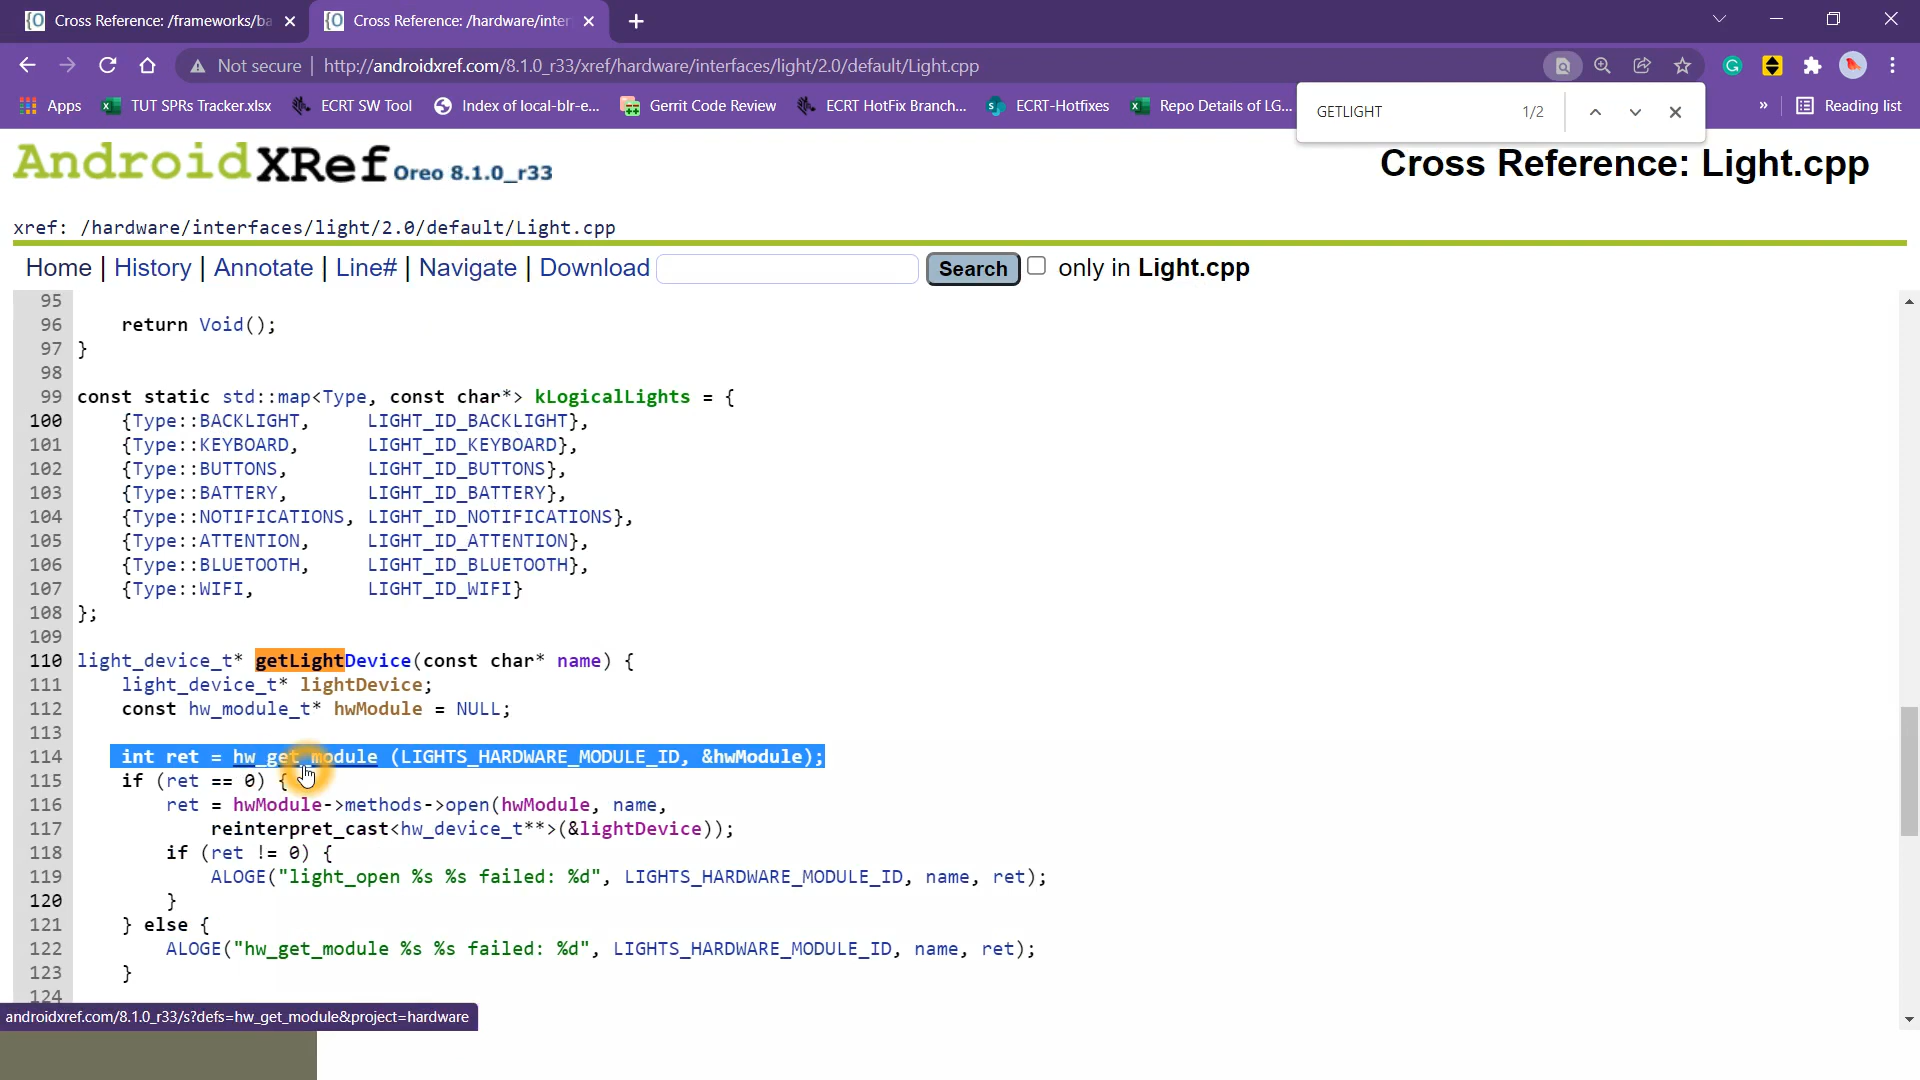 Cross Reference: /frameworks/ba
Cross Reference: /hardware/inter
Not secure | http://androidxref.com/8.1.0_r33/xref/hardware/interfaces/light/2.0/default/Light.cpp
Apps TUT SPRs Tracker.xlsx ECRT SW Tool Index of local-blr-e... Gerrit Code Review ECRT HotFix Branch... ECRT-Hotfixes Repo Details of LG... » Reading list
GETLIGHT 1/2
AndroidXRef Oreo 8.1.0_r33
Cross Reference: Light.cpp
xref: /hardware/interfaces/light/2.0/default/Light.cpp
Home | History | Annotate | Line# | Navigate | Download Search only in Light.cpp
95
96 return Void();
97 }
98
99 const static std::map<Type, const char*> kLogicalLights = {
100 {Type::BACKLIGHT, LIGHT_ID_BACKLIGHT},
101 {Type::KEYBOARD, LIGHT_ID_KEYBOARD},
102 {Type::BUTTONS, LIGHT_ID_BUTTONS},
103 {Type::BATTERY, LIGHT_ID_BATTERY},
104 {Type::NOTIFICATIONS, LIGHT_ID_NOTIFICATIONS},
105 {Type::ATTENTION, LIGHT_ID_ATTENTION},
106 {Type::BLUETOOTH, LIGHT_ID_BLUETOOTH},
107 {Type::WIFI, LIGHT_ID_WIFI}
108 };
109
110 light_device_t* getLightDevice(const char* name) {
111 light_device_t* lightDevice;
112 const hw_module_t* hwModule = NULL;
113
114 int ret = hw_get_module (LIGHTS_HARDWARE_MODULE_ID, &hwModule);
115 if (ret == 0) {
116 ret = hwModule->methods->open(hwModule, name,
117 reinterpret_cast<hw_device_t**>(&lightDevice));
118 if (ret != 0) {
119 ALOGE("light_open %s %s failed: %d", LIGHTS_HARDWARE_MODULE_ID, name, ret);
120 }
121 } else {
122 ALOGE("hw_get_module %s %s failed: %d", LIGHTS_HARDWARE_MODULE_ID, name, ret);
123 }
124
androidxref.com/8.1.0_r33/s?defs=hw_get_module&project=hardware